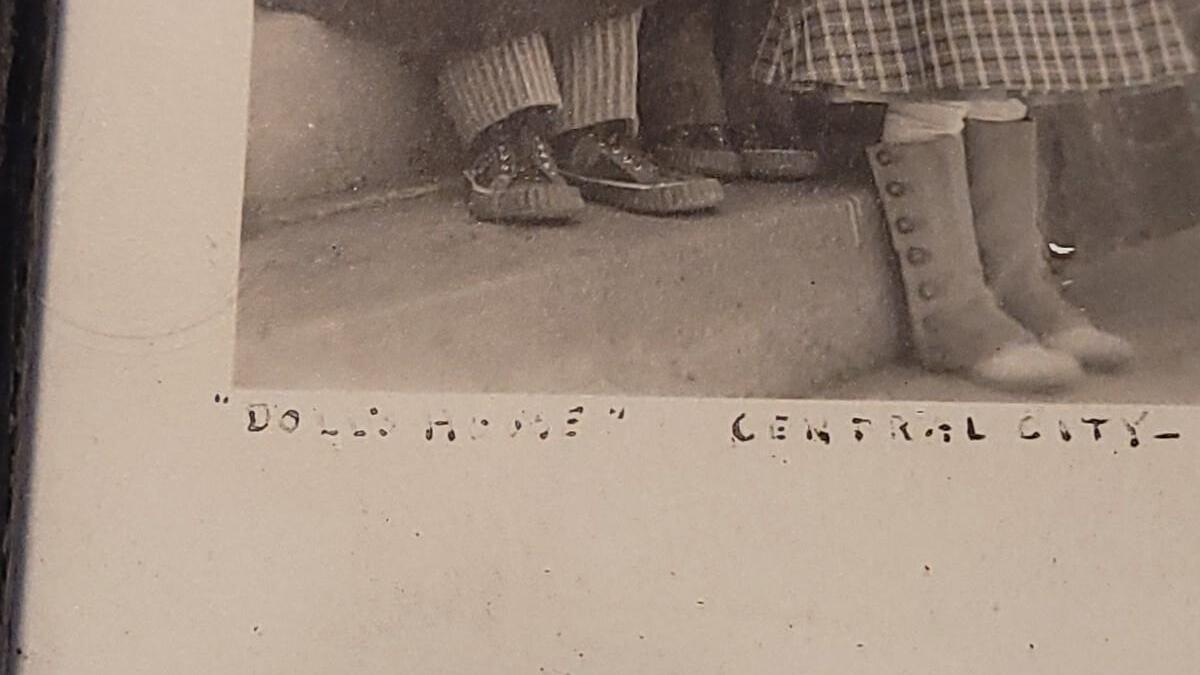 "DOLL'S HOUSE" CENTRAL CITY-